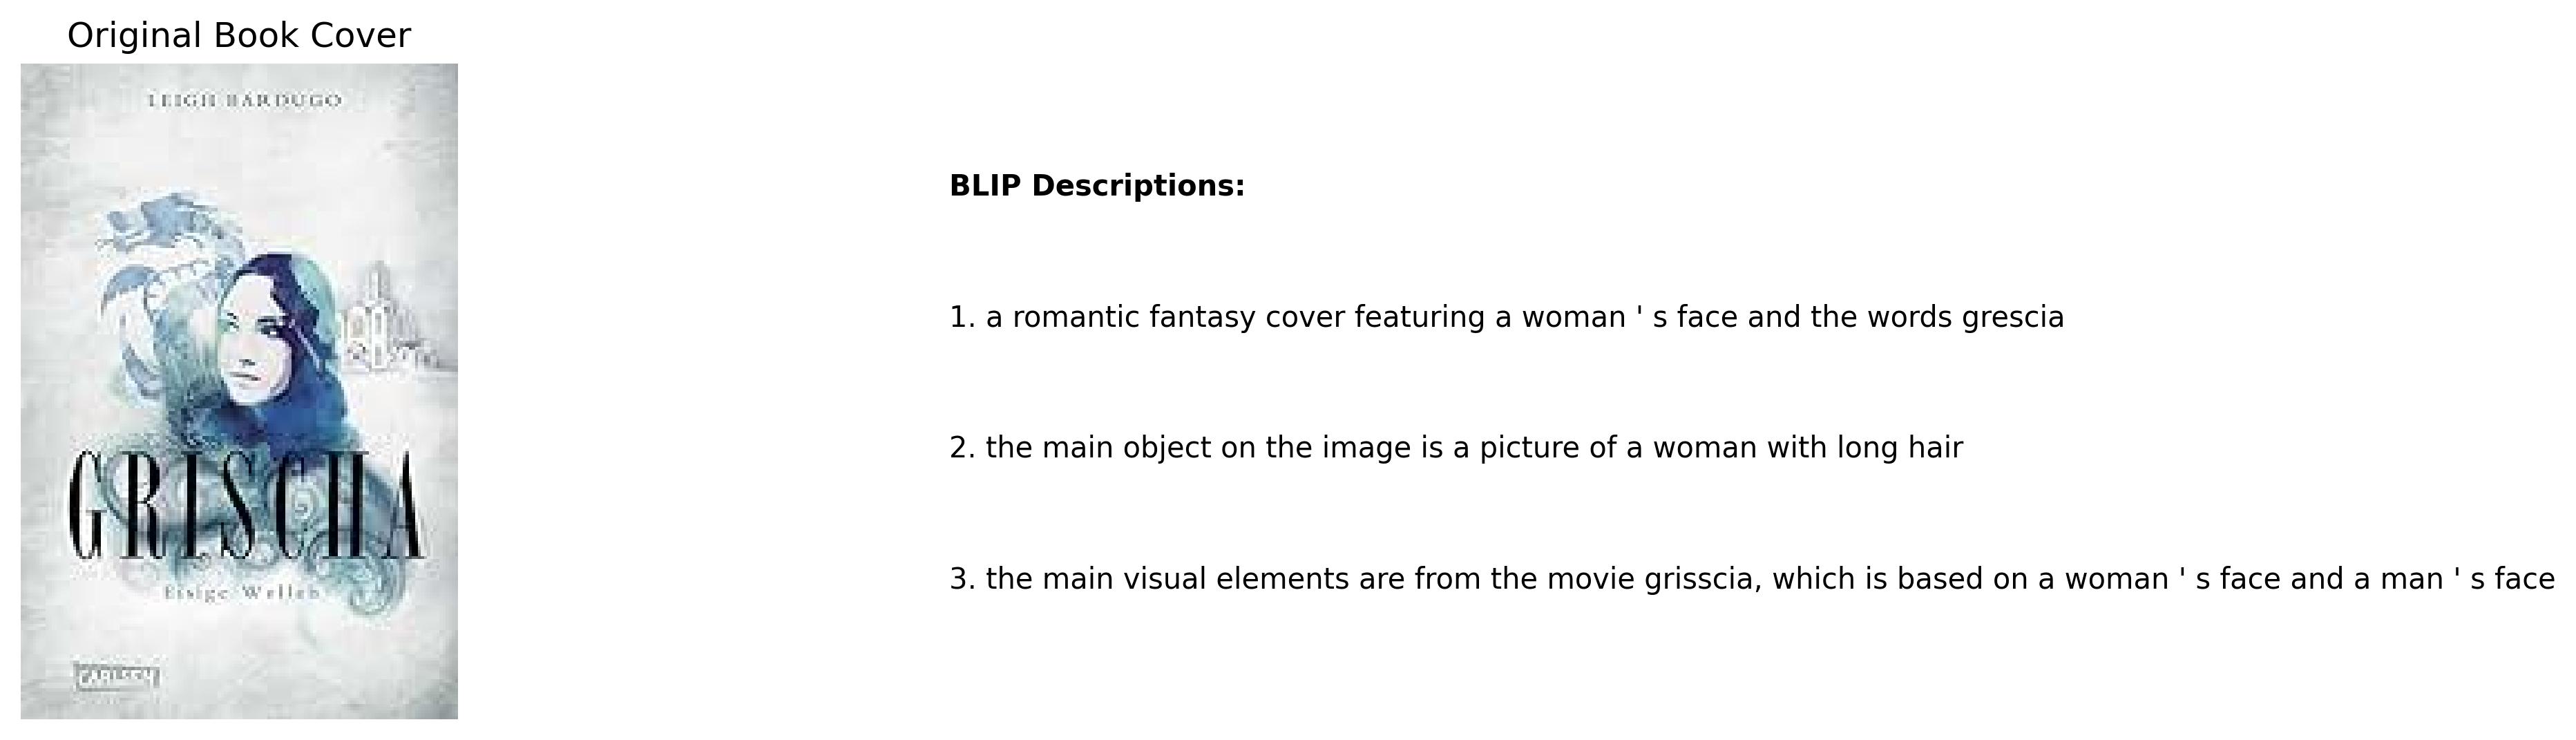 Original Book Cover
LEIGH BARDUGO
GRISCHA
Eisige Wellen
BLIP Descriptions:
1. a romantic fantasy cover featuring a woman ' s face and the words grescia
2. the main object on the image is a picture of a woman with long hair
3. the main visual elements are from the movie grisscia, which is based on a woman ' s face and a man ' s face